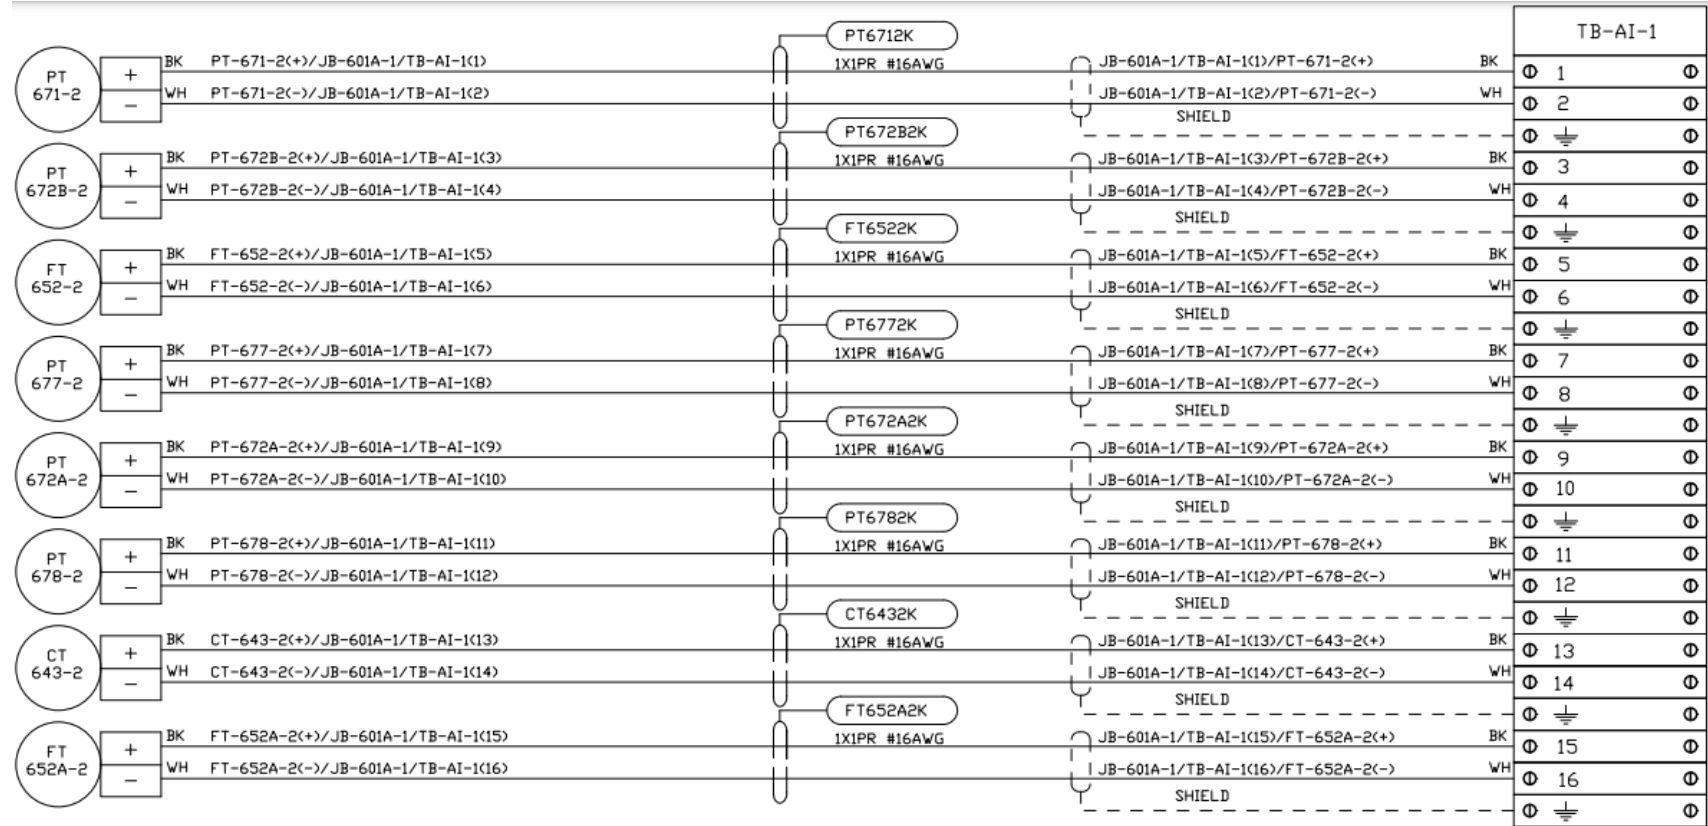 TB-AI-1
PT6712K
1X1PR #16AWG
PT
671-2
+
-
BK PT-671-2(+)/JB-601A-1/TB-AI-1(1) JB-601A-1/TB-AI-1(1)/PT-671-2(+) BK 1
WH PT-671-2(-)/JB-601A-1/TB-AI-1(2) JB-601A-1/TB-AI-1(2)/PT-671-2(-) WH 2
SHIELD
PT672B2K
1X1PR #16AWG
PT
672B-2
+
-
BK PT-672B-2(+)/JB-601A-1/TB-AI-1(3) JB-601A-1/TB-AI-1(3)/PT-672B-2(+) BK 3
WH PT-672B-2(-)/JB-601A-1/TB-AI-1(4) JB-601A-1/TB-AI-1(4)/PT-672B-2(-) WH 4
SHIELD
FT6522K
1X1PR #16AWG
FT
652-2
+
-
BK FT-652-2(+)/JB-601A-1/TB-AI-1(5) JB-601A-1/TB-AI-1(5)/FT-652-2(+) BK 5
WH FT-652-2(-)/JB-601A-1/TB-AI-1(6) JB-601A-1/TB-AI-1(6)/FT-652-2(-) WH 6
SHIELD
PT6772K
1X1PR #16AWG
PT
677-2
+
-
BK PT-677-2(+)/JB-601A-1/TB-AI-1(7) JB-601A-1/TB-AI-1(7)/PT-677-2(+) BK 7
WH PT-677-2(-)/JB-601A-1/TB-AI-1(8) JB-601A-1/TB-AI-1(8)/PT-677-2(-) WH 8
SHIELD
PT672A2K
1X1PR #16AWG
PT
672A-2
+
-
BK PT-672A-2(+)/JB-601A-1/TB-AI-1(9) JB-601A-1/TB-AI-1(9)/PT-672A-2(+) BK 9
WH PT-672A-2(-)/JB-601A-1/TB-AI-1(10) JB-601A-1/TB-AI-1(10)/PT-672A-2(-) WH 10
SHIELD
PT6782K
1X1PR #16AWG
PT
678-2
+
-
BK PT-678-2(+)/JB-601A-1/TB-AI-1(11) JB-601A-1/TB-AI-1(11)/PT-678-2(+) BK 11
WH PT-678-2(-)/JB-601A-1/TB-AI-1(12) JB-601A-1/TB-AI-1(12)/PT-678-2(-) WH 12
SHIELD
CT6432K
1X1PR #16AWG
CT
643-2
+
-
BK CT-643-2(+)/JB-601A-1/TB-AI-1(13) JB-601A-1/TB-AI-1(13)/CT-643-2(+) BK 13
WH CT-643-2(-)/JB-601A-1/TB-AI-1(14) JB-601A-1/TB-AI-1(14)/CT-643-2(-) WH 14
SHIELD
FT652A2K
1X1PR #16AWG
FT
652A-2
+
-
BK FT-652A-2(+)/JB-601A-1/TB-AI-1(15) JB-601A-1/TB-AI-1(15)/FT-652A-2(+) BK 15
WH FT-652A-2(-)/JB-601A-1/TB-AI-1(16) JB-601A-1/TB-AI-1(16)/FT-652A-2(-) WH 16
SHIELD